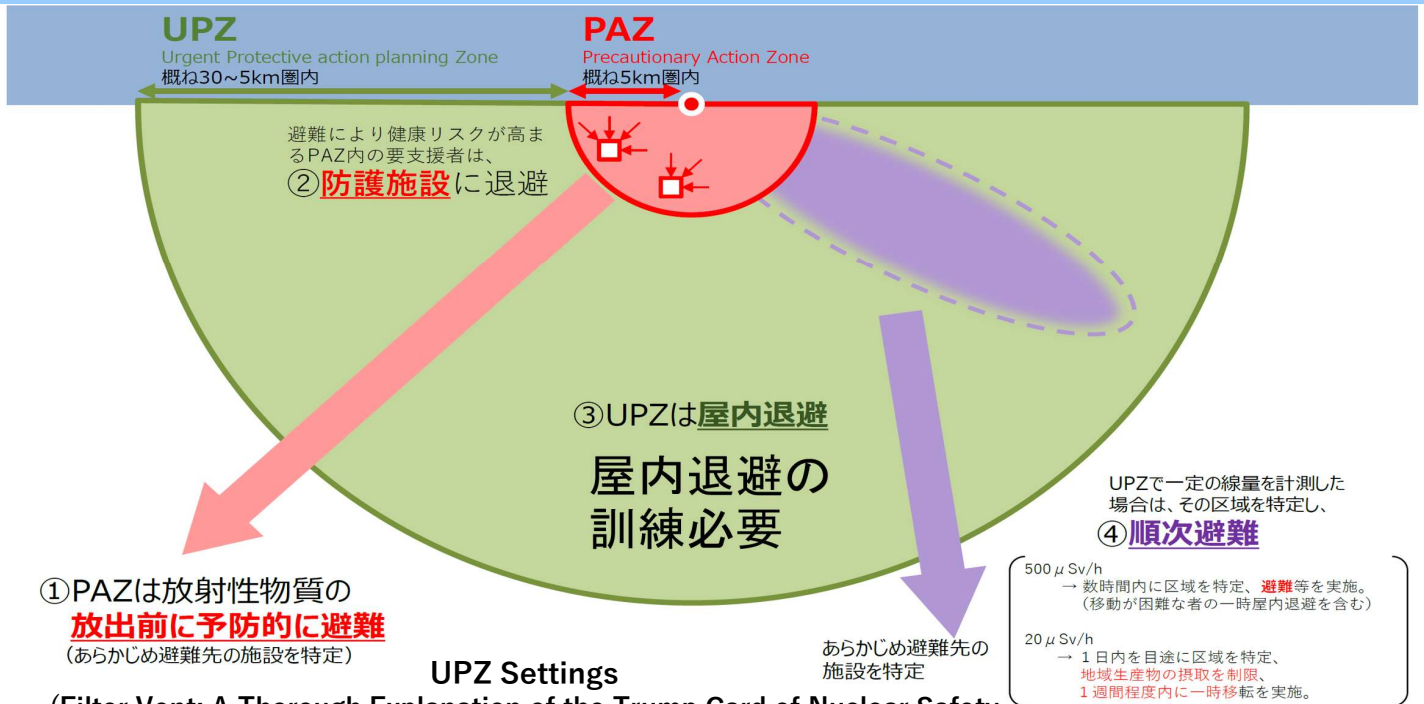 UPZ
Urgent Protective action planning Zone
概ね30~5km圏内
PAZ
Precautionary Action Zone
概ね5km圏内
避難により健康リスクが高ま
るPAZ内の要支援者は、
②防護施設に退避
③UPZは屋内退避
屋内退避の
訓練必要
①PAZは放射性物質の
放出前に予防的に避難
(あらかじめ避難先の施設を特定)
あらかじめ避難先の
施設を特定
UPZで一定の線量を計測した
場合は、その区域を特定し、
④順次避難
500μSv/h
→ 数時間内に区域を特定、避難等を実施。
(移動が困難な者の一時屋内退避を含む)
20μSv/h
→ 1日内を目途に区域を特定、
地域生産物の摂取を制限、
1週間程度内に一時移転を実施。
UPZ Settings
(Filter Vent: A Thorough Explanation of the Trump Card of Nuclear Safety